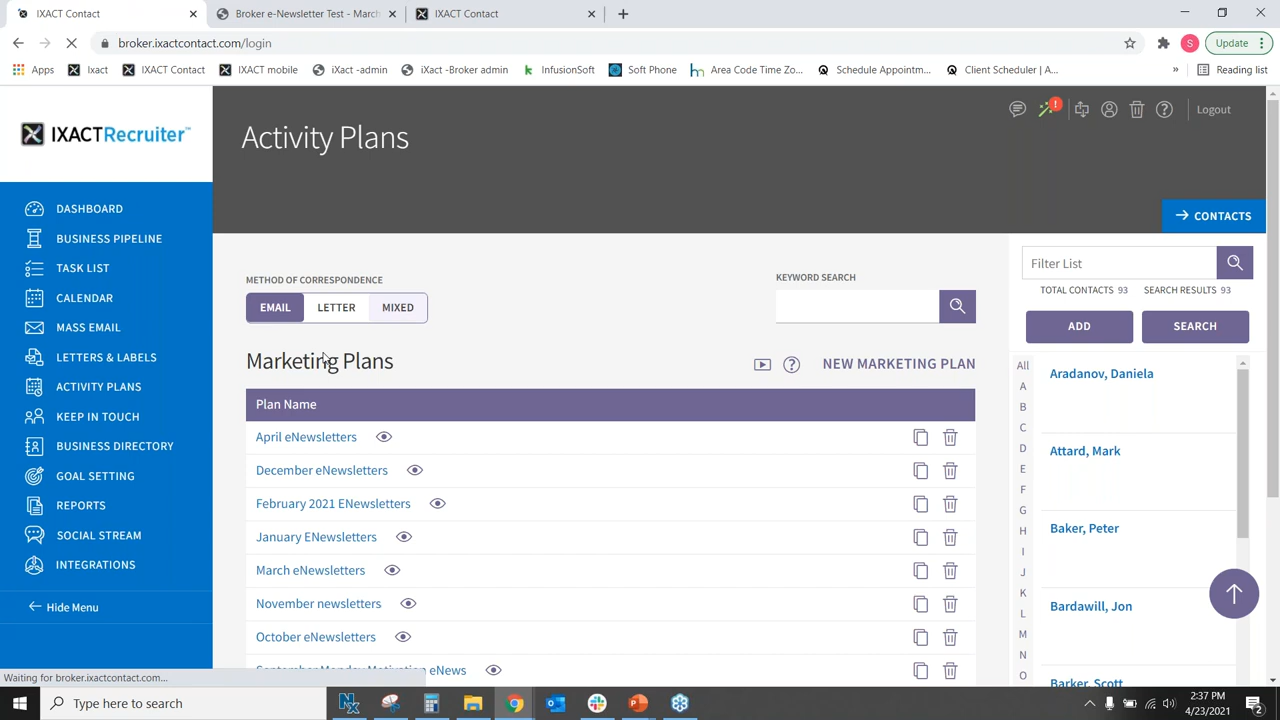 IXACT Contact
Broker e-Newsletter Test - March
IXACT Contact
broker.ixactcontact.com/login
S
Update
Apps
Ixact
IXACT Contact
IXACT mobile
iXact -admin
iXact -Broker admin
InfusionSoft
Soft Phone
Area Code Time Zo...
Schedule Appointm...
Client Scheduler | A...
»
Reading list
IXACTRecruiter™
Activity Plans
!
Logout
DASHBOARD
BUSINESS PIPELINE
TASK LIST
CALENDAR
MASS EMAIL
LETTERS & LABELS
ACTIVITY PLANS
KEEP IN TOUCH
BUSINESS DIRECTORY
GOAL SETTING
REPORTS
SOCIAL STREAM
INTEGRATIONS
Hide Menu
METHOD OF CORRESPONDENCE
EMAIL
LETTER
MIXED
KEYWORD SEARCH
Marketing Plans
NEW MARKETING PLAN
Plan Name
April eNewsletters
December eNewsletters
February 2021 ENewsletters
January ENewsletters
March eNewsletters
November newsletters
October eNewsletters
September Monday Motivation eNews
CONTACTS
Filter List
TOTAL CONTACTS 93
SEARCH RESULTS 93
ADD
SEARCH
All
A
B
C
D
E
F
G
H
I
J
K
L
M
N
O
Aradanov, Daniela
Attard, Mark
Baker, Peter
Bardawill, Jon
Barker, Scott
Waiting for broker.ixactcontact.com...
Type here to search
2:37 PM
4/23/2021
2